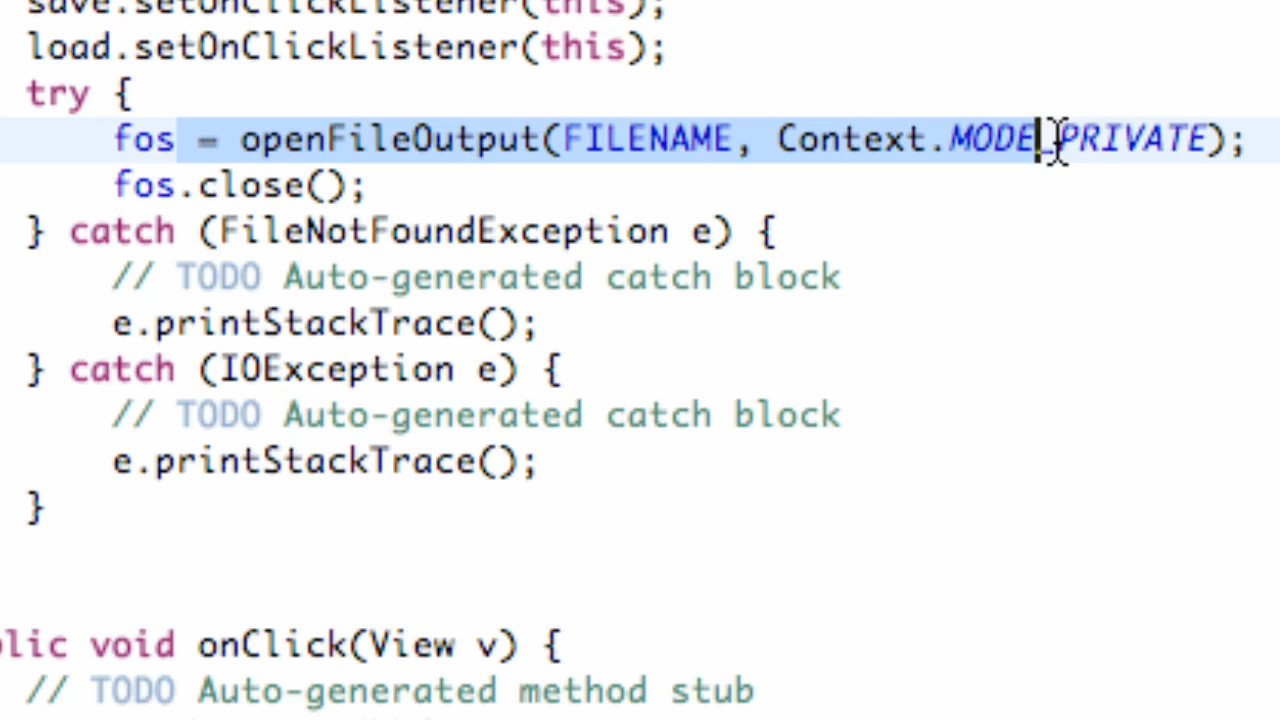 save.setOnClickListener(this);
load.setOnClickListener(this);
try {
fos = openFileOutput(FILENAME, Context.MODE_PRIVATE);
fos.close();
} catch (FileNotFoundException e) {
// TODO Auto-generated catch block
e.printStackTrace();
} catch (IOException e) {
// TODO Auto-generated catch block
e.printStackTrace();
}
blic void onClick(View v) {
// TODO Auto-generated method stub